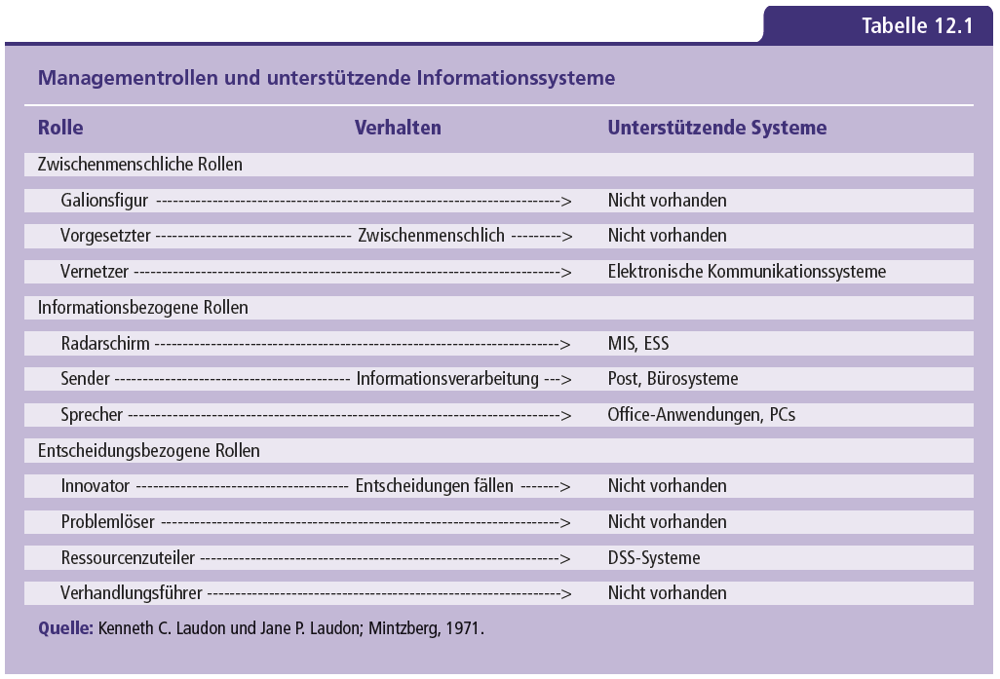 Tabelle 12.1
Managementrollen und unterstützende Informationssysteme
Rolle Verhalten Unterstützende Systeme
Zwischenmenschliche Rollen
Galionsfigur ------------------------------------------------------------------------> Nicht vorhanden
Vorgesetzter ----------------------------------- Zwischenmenschlich ---------> Nicht vorhanden
Vernetzer ----------------------------------------------------------------------------> Elektronische Kommunikationssysteme
Informationsbezogene Rollen
Radarschirm ------------------------------------------------------------------------> MIS, ESS
Sender ------------------------------------------ Informationsverarbeitung ---> Post, Bürosysteme
Sprecher -----------------------------------------------------------------------------> Office-Anwendungen, PCs
Entscheidungsbezogene Rollen
Innovator -------------------------------------- Entscheidungen fällen -------> Nicht vorhanden
Problemlöser -----------------------------------------------------------------------> Nicht vorhanden
Ressourcenzuteiler ----------------------------------------------------------------> DSS-Systeme
Verhandlungsführer ---------------------------------------------------------------> Nicht vorhanden
Quelle: Kenneth C. Laudon und Jane P. Laudon; Mintzberg, 1971.